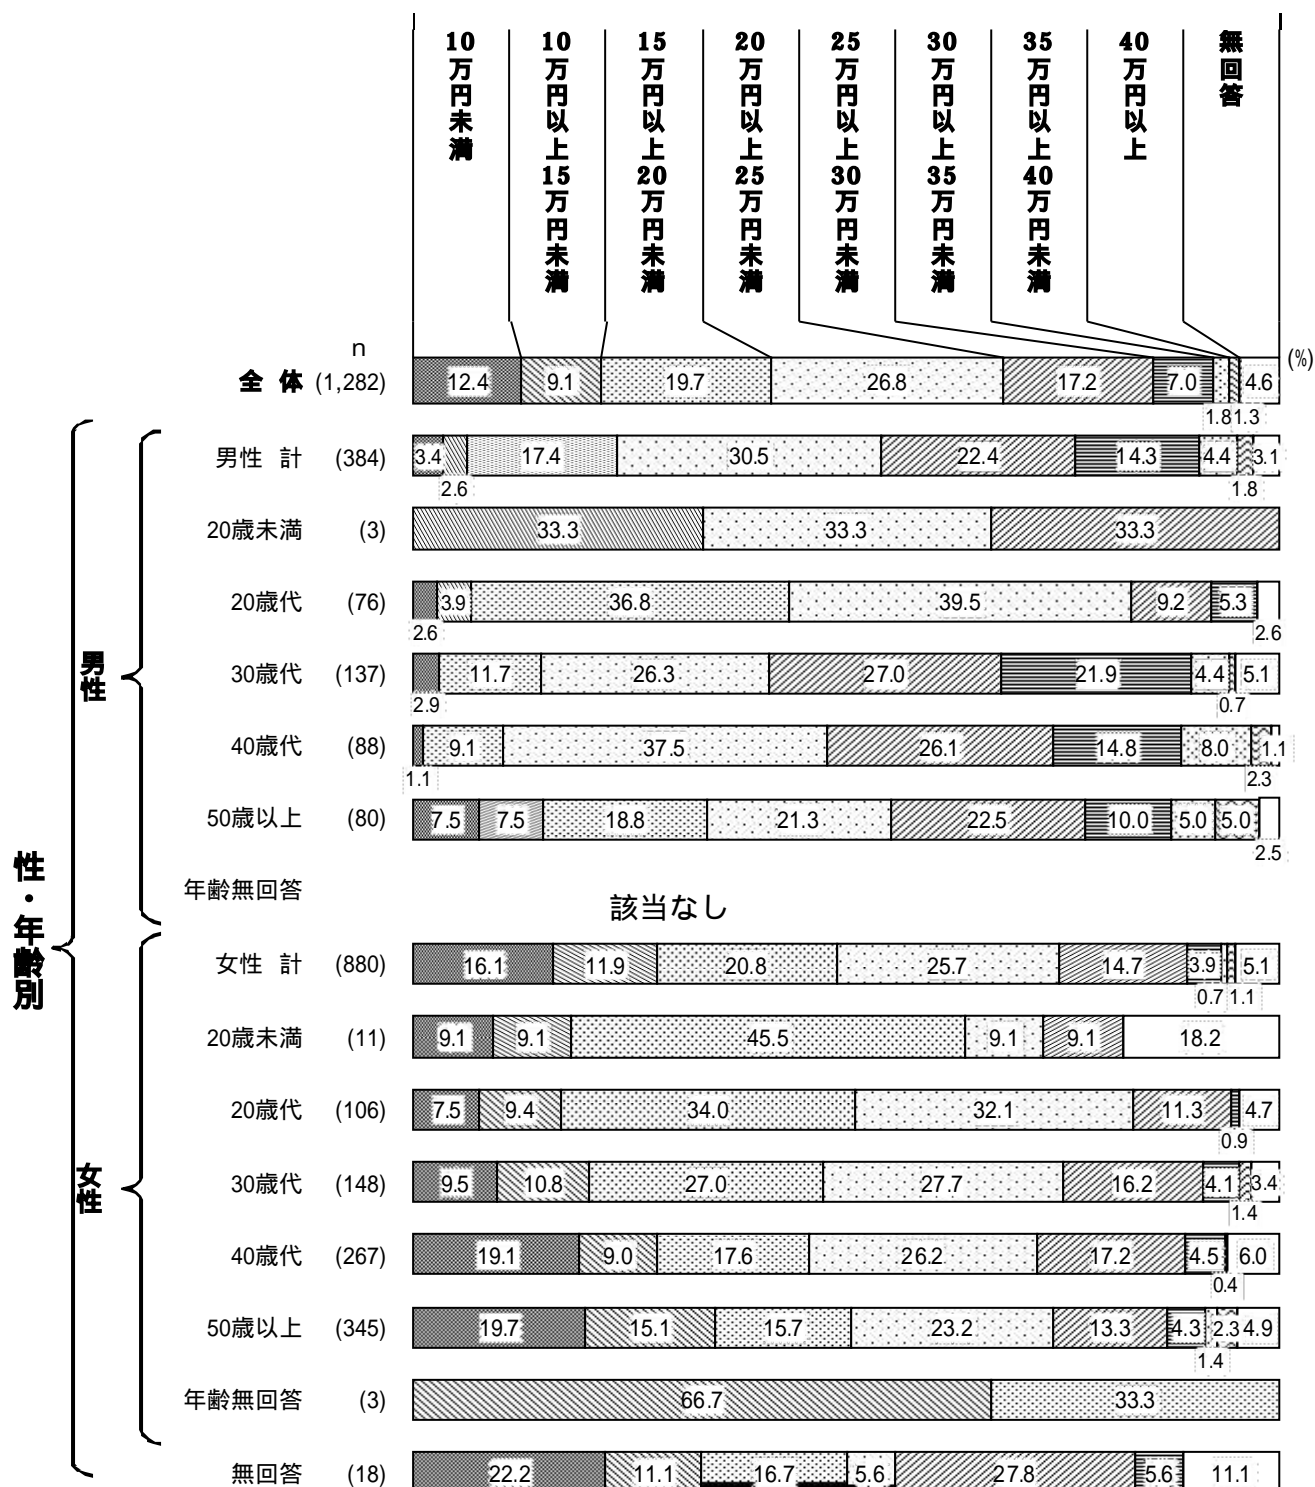 10万円未満
10万円以上15万円未満
15万円以上20万円未満
20万円以上25万円未満
25万円以上30万円未満
30万円以上35万円未満
35万円以上40万円未満
40万円以上
無回答
n
(%)
全体 (1,282) 12.4 9.1 19.7 26.8 17.2 7.0 4.6
1.8 1.3
性・年齢別
男性
男性 計 (384) 3.4 17.4 30.5 22.4 14.3 4.4 3.1
2.6 1.8
20歳未満 (3) 33.3 33.3 33.3
20歳代 (76) 3.9 36.8 39.5 9.2 5.3
2.6 2.6
30歳代 (137) 11.7 26.3 27.0 21.9 4.4 5.1
2.9 0.7
40歳代 (88) 9.1 37.5 26.1 14.8 8.0 1.1
1.1 2.3
50歳以上 (80) 7.5 7.5 18.8 21.3 22.5 10.0 5.0 5.0
2.5
年齢無回答 該当なし
女性
女性 計 (880) 16.1 11.9 20.8 25.7 14.7 3.9 5.1
0.7 1.1
20歳未満 (11) 9.1 9.1 45.5 9.1 9.1 18.2
20歳代 (106) 7.5 9.4 34.0 32.1 11.3 4.7
0.9
30歳代 (148) 9.5 10.8 27.0 27.7 16.2 4.1 3.4
1.4
40歳代 (267) 19.1 9.0 17.6 26.2 17.2 4.5 6.0
0.4
50歳以上 (345) 19.7 15.1 15.7 23.2 13.3 4.3 2.3 4.9
1.4
年齢無回答 (3) 66.7 33.3
無回答 (18) 22.2 11.1 16.7 5.6 27.8 5.6 11.1